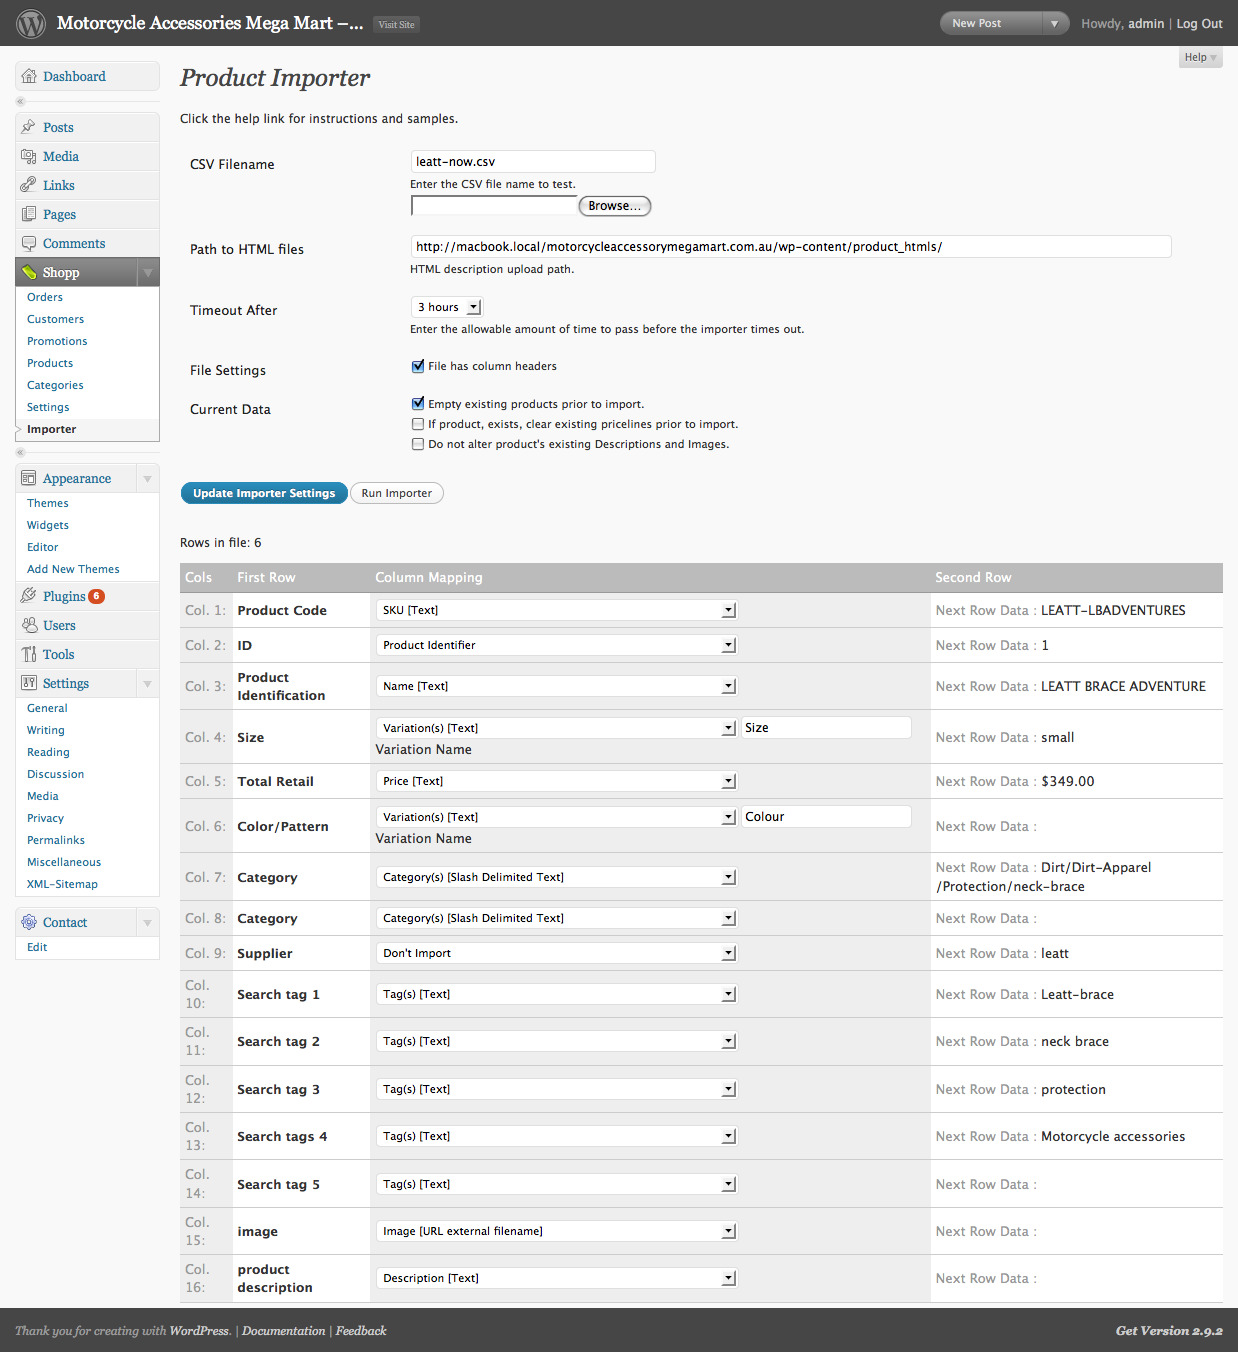 Motorcycle Accessories Mega Mart –... Visit Site New Post Howdy, admin | Log Out
Help
Dashboard
Posts
Media
Links
Pages
Comments
Shopp
Orders
Customers
Promotions
Products
Categories
Settings
Importer
Appearance
Themes
Widgets
Editor
Add New Themes
Plugins 6
Users
Tools
Settings
General
Writing
Reading
Discussion
Media
Privacy
Permalinks
Miscellaneous
XML-Sitemap
Contact
Edit
Product Importer
Click the help link for instructions and samples.
CSV Filename leatt-now.csv
Enter the CSV file name to test.
Browse...
Path to HTML files http://macbook.local/motorcycleaccessorymegamart.com.au/wp-content/product_htmls/
HTML description upload path.
Timeout After 3 hours
Enter the allowable amount of time to pass before the importer times out.
File Settings File has column headers
Current Data Empty existing products prior to import.
If product, exists, clear existing pricelines prior to import.
Do not alter product's existing Descriptions and Images.
Update Importer Settings Run Importer
Rows in file: 6
Cols First Row Column Mapping Second Row
Col. 1: Product Code SKU [Text] Next Row Data : LEATT-LBADVENTURES
Col. 2: ID Product Identifier Next Row Data : 1
Col. 3: Product Identification Name [Text] Next Row Data : LEATT BRACE ADVENTURE
Col. 4: Size Variation(s) [Text] Size Next Row Data : small
Variation Name
Col. 5: Total Retail Price [Text] Next Row Data : $349.00
Col. 6: Color/Pattern Variation(s) [Text] Colour Next Row Data :
Variation Name
Col. 7: Category Category(s) [Slash Delimited Text] Next Row Data : Dirt/Dirt-Apparel
/Protection/neck-brace
Col. 8: Category Category(s) [Slash Delimited Text] Next Row Data :
Col. 9: Supplier Don't Import Next Row Data : leatt
Col. 10: Search tag 1 Tag(s) [Text] Next Row Data : Leatt-brace
Col. 11: Search tag 2 Tag(s) [Text] Next Row Data : neck brace
Col. 12: Search tag 3 Tag(s) [Text] Next Row Data : protection
Col. 13: Search tags 4 Tag(s) [Text] Next Row Data : Motorcycle accessories
Col. 14: Search tag 5 Tag(s) [Text] Next Row Data :
Col. 15: image Image [URL external filename] Next Row Data :
Col. 16: product description Description [Text] Next Row Data :
Thank you for creating with WordPress. | Documentation | Feedback Get Version 2.9.2